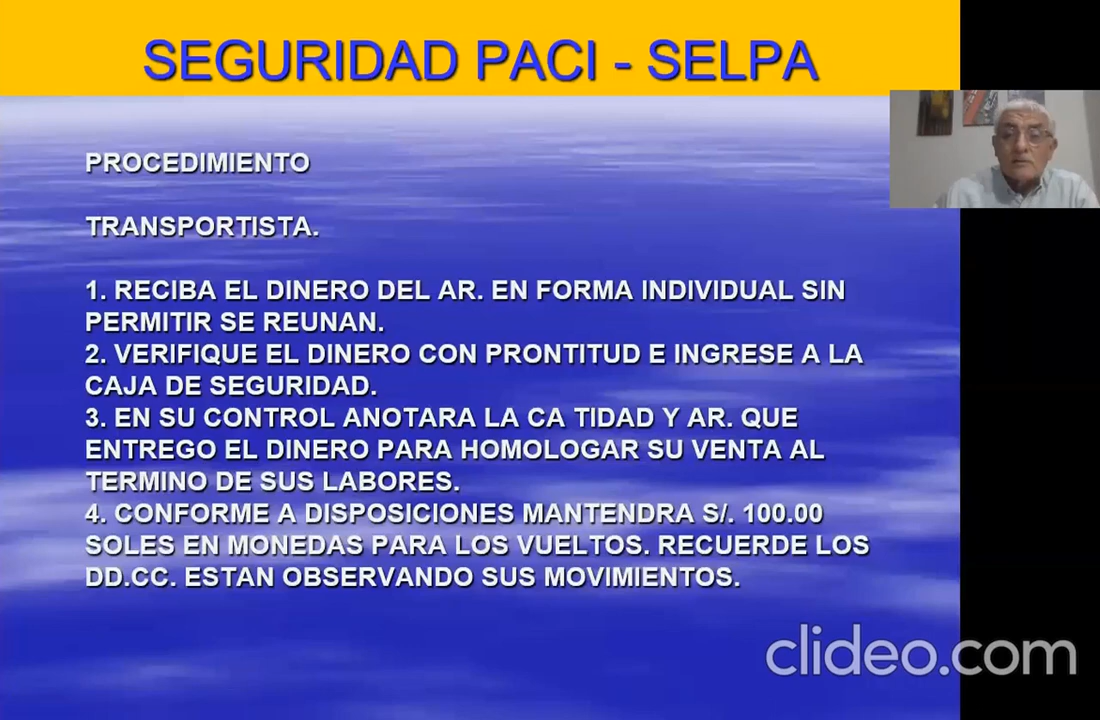 SEGURIDAD PACI - SELPA
PROCEDIMIENTO
TRANSPORTISTA.
1. RECIBA EL DINERO DEL AR. EN FORMA INDIVIDUAL SIN
PERMITIR SE REUNAN.
2. VERIFIQUE EL DINERO CON PRONTITUD E INGRESE A LA
CAJA DE SEGURIDAD.
3. EN SU CONTROL ANOTARA LA CA TIDAD Y AR. QUE
ENTREGO EL DINERO PARA HOMOLOGAR SU VENTA AL
TERMINO DE SUS LABORES.
4. CONFORME A DISPOSICIONES MANTENDRA S/. 100.00
SOLES EN MONEDAS PARA LOS VUELTOS. RECUERDE LOS
DD.CC. ESTAN OBSERVANDO SUS MOVIMIENTOS.
clideo.com